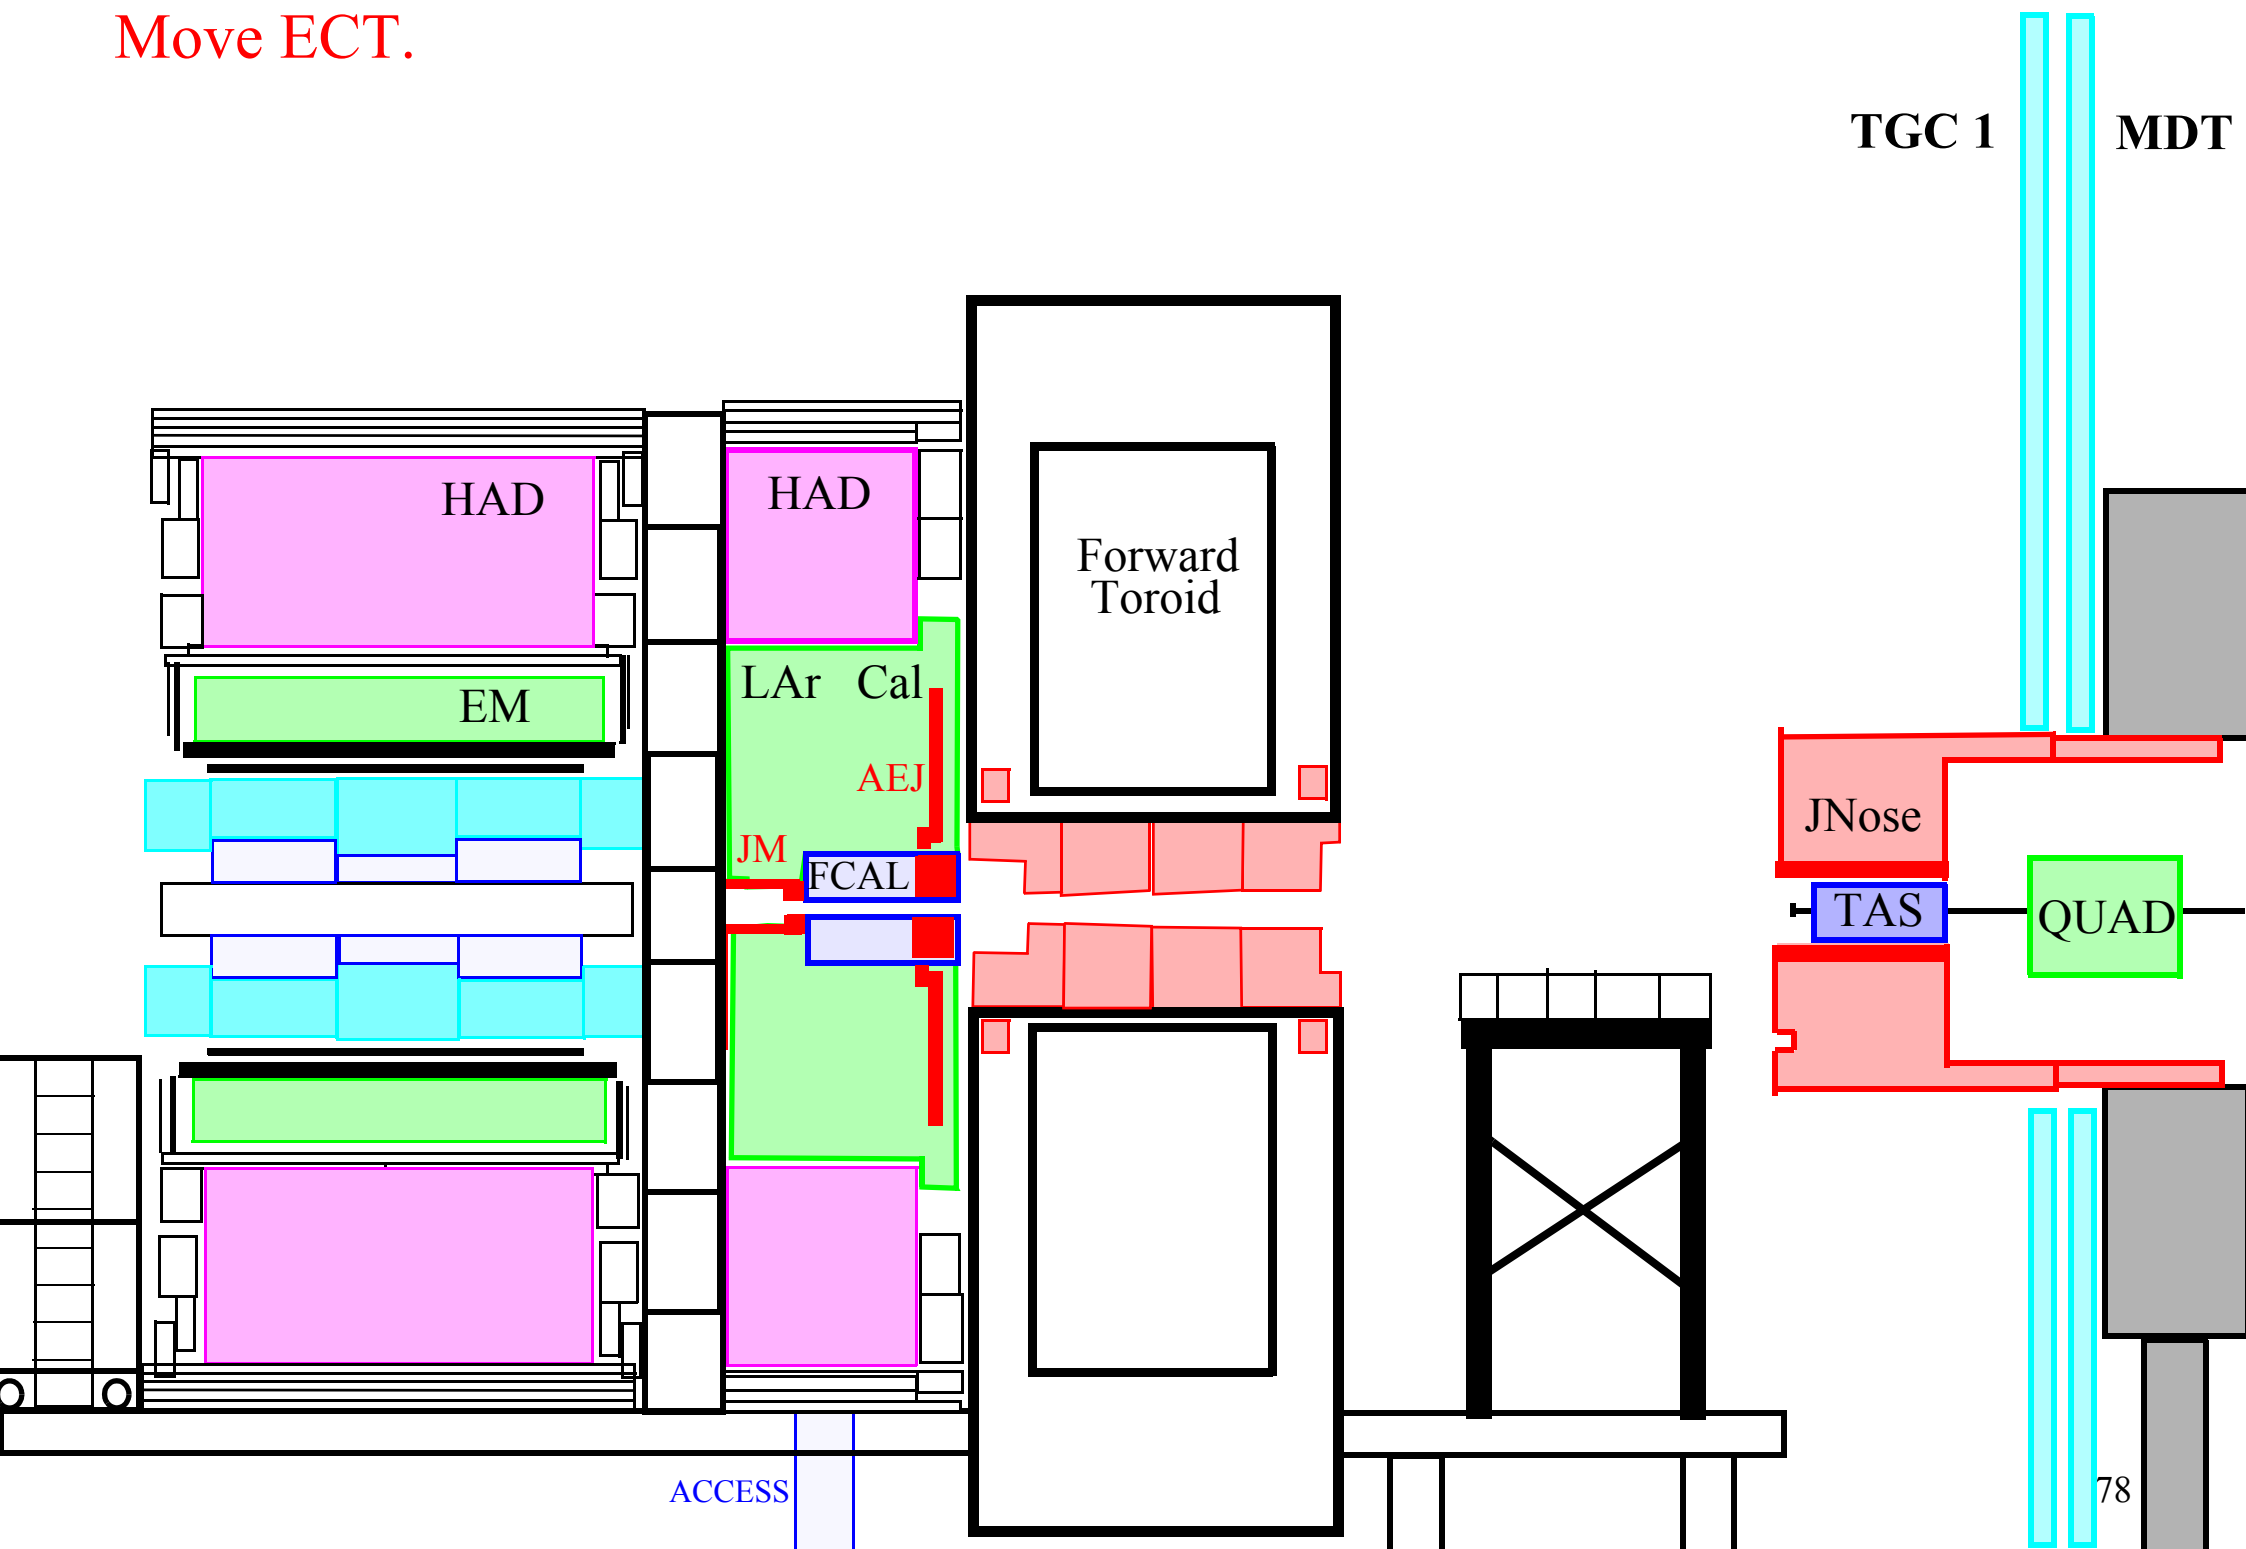 Move ECT.
TGC 1
MDT
HAD
HAD
Forward
Toroid
LAr Cal
EM
AEJ
JM
FCAL
JNose
TAS
QUAD
ACCESS
78